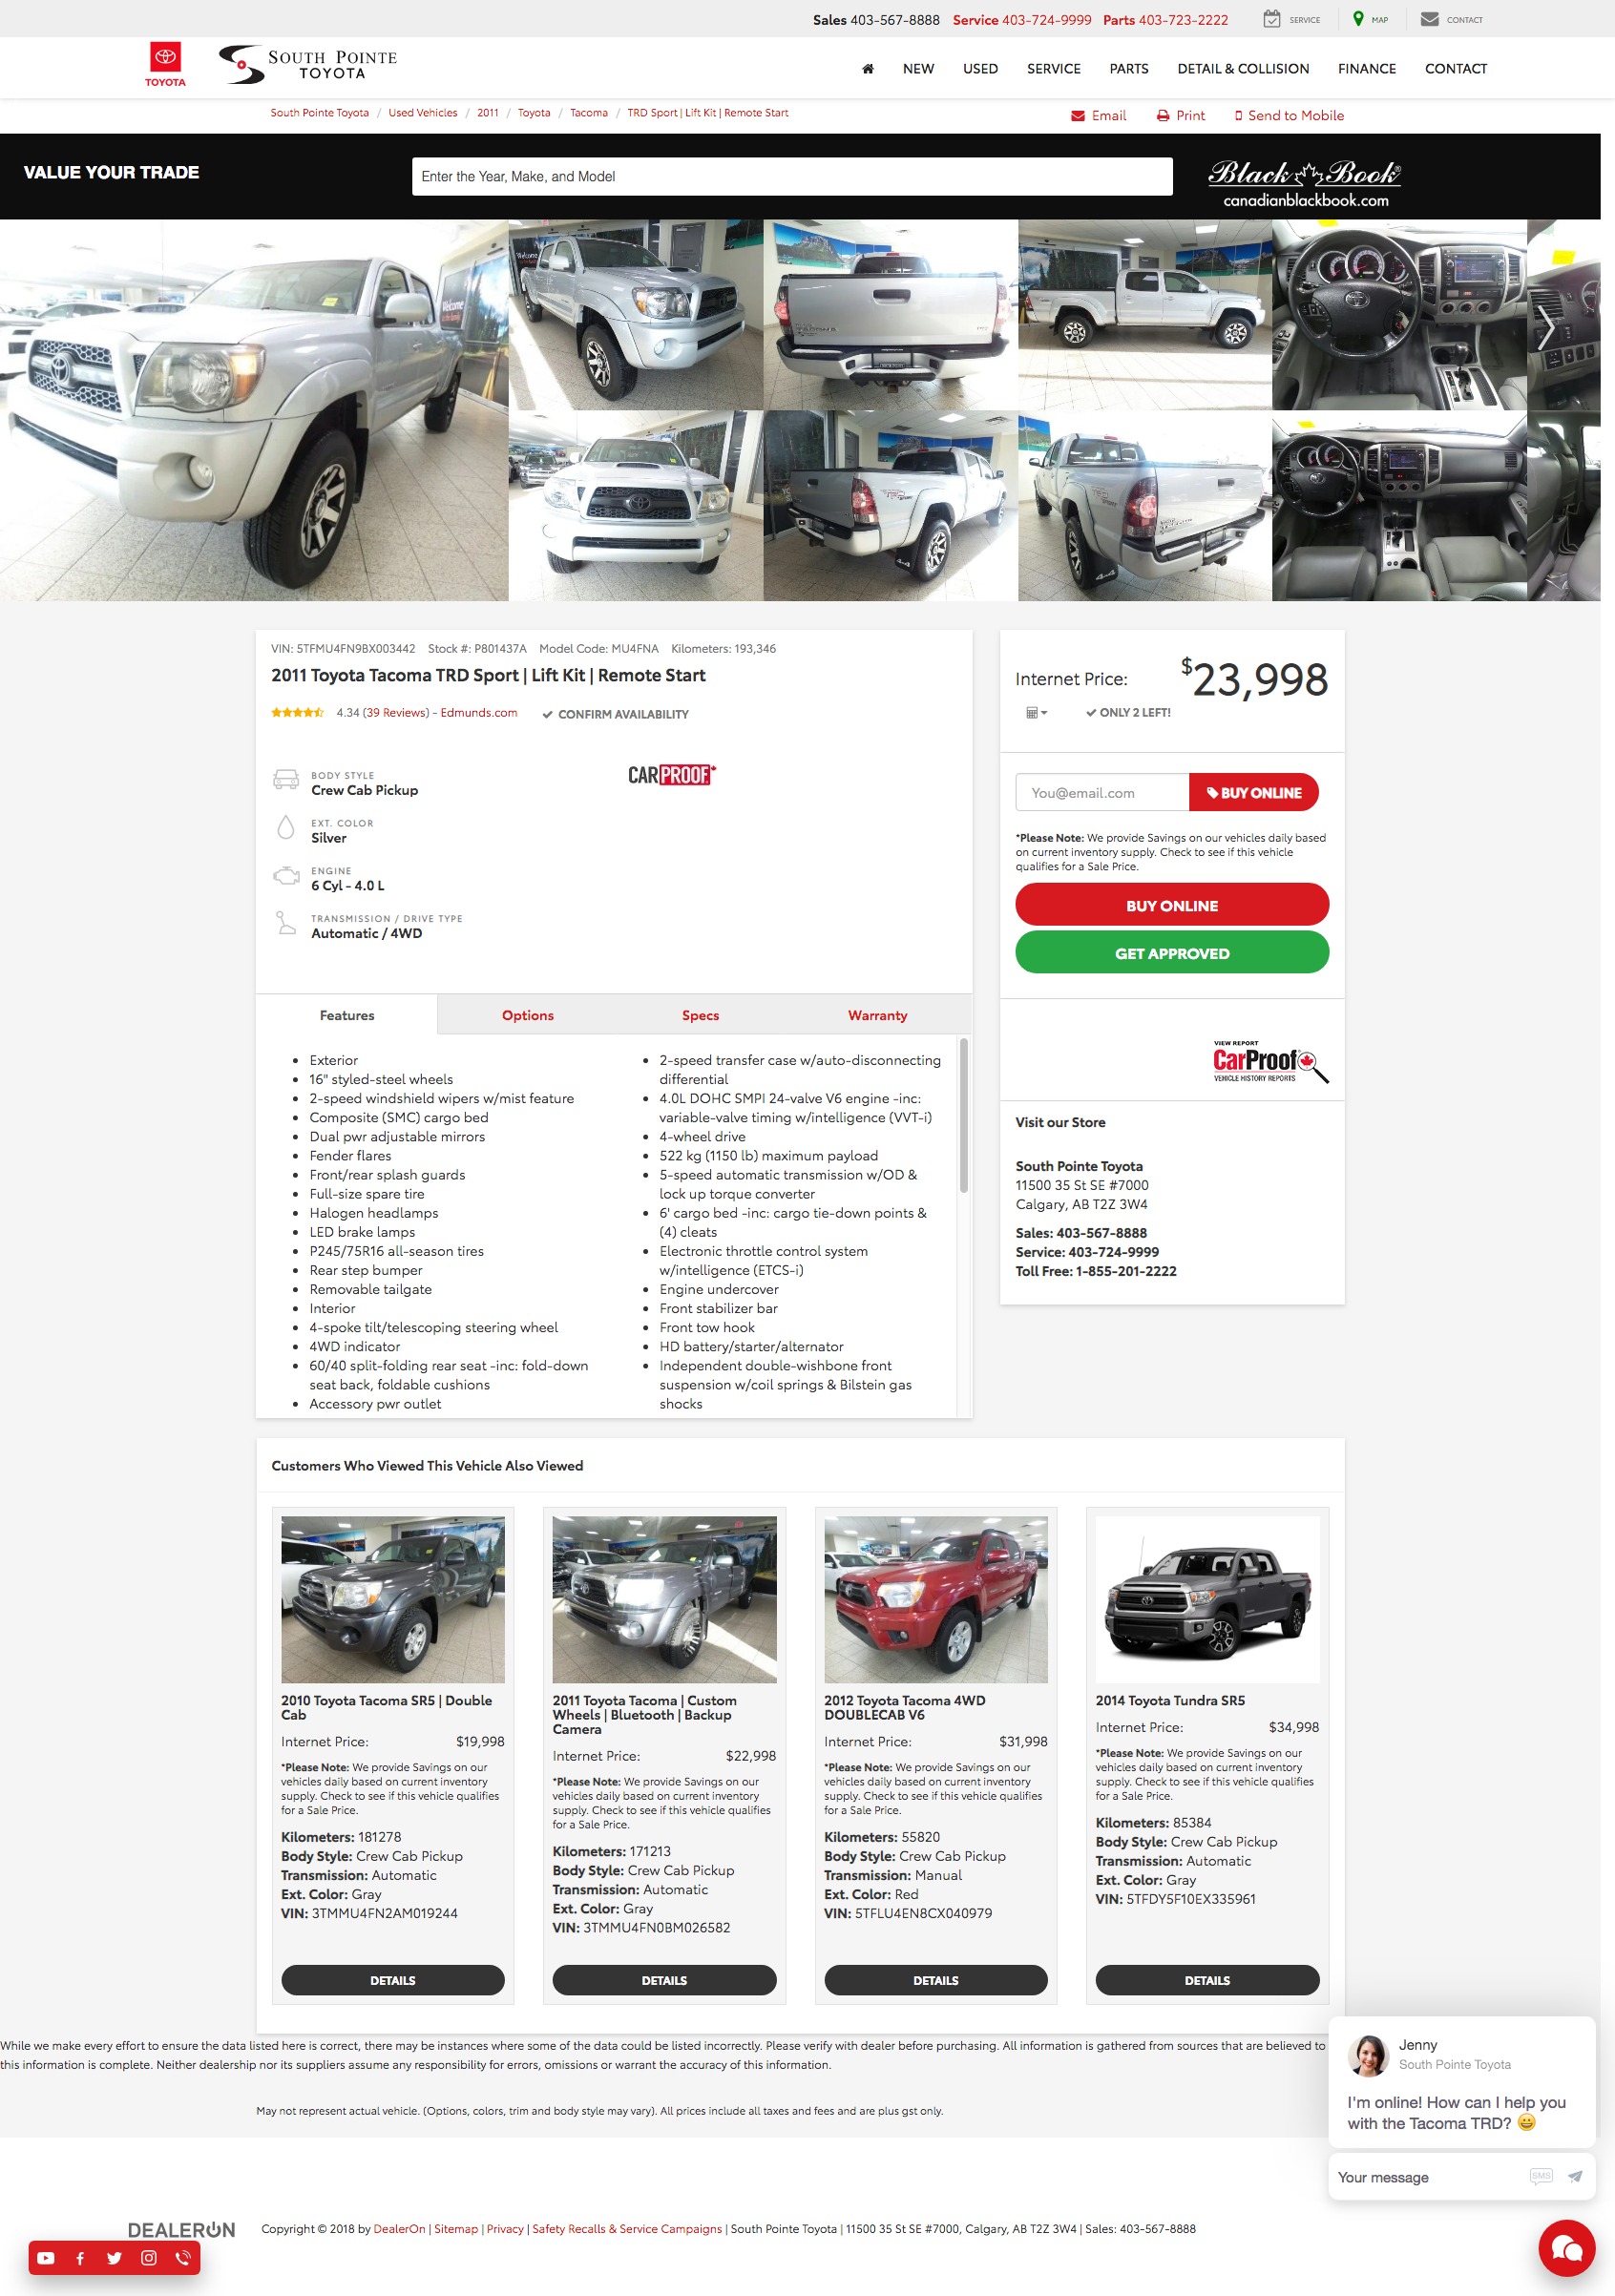 Sales 403-567-8888 Service 403-724-9999 Parts 403-723-2222 SERVICE MAP CONTACT
TOYOTA
SOUTH POINTE
TOYOTA
NEW USED SERVICE PARTS DETAIL & COLLISION FINANCE CONTACT
South Pointe Toyota / Used Vehicles / 2011 / Toyota / Tacoma / TRD Sport | Lift Kit | Remote Start
Email Print Send to Mobile
VALUE YOUR TRADE
Enter the Year, Make, and Model
Black Book®
canadianblackbook.com
VIN: 5TFMU4FN9BX003442 Stock #: P801437A Model Code: MU4FNA Kilometers: 193,346
2011 Toyota Tacoma TRD Sport | Lift Kit | Remote Start
4.34 (39 Reviews) - Edmunds.com CONFIRM AVAILABILITY
BODY STYLE
Crew Cab Pickup
EXT. COLOR
Silver
ENGINE
6 Cyl - 4.0 L
TRANSMISSION / DRIVE TYPE
Automatic / 4WD
CARPROOF
Internet Price: $23,998
ONLY 2 LEFT!
You@email.com BUY ONLINE
*Please Note: We provide Savings on our vehicles daily based
on current inventory supply. Check to see if this vehicle
qualifies for a Sale Price.
BUY ONLINE
GET APPROVED
VIEW REPORT
CarProof
VEHICLE HISTORY REPORTS
Visit our Store
South Pointe Toyota
11500 35 St SE #7000
Calgary, AB T2Z 3W4
Sales: 403-567-8888
Service: 403-724-9999
Toll Free: 1-855-201-2222
Features Options Specs Warranty
Exterior
16" styled-steel wheels
2-speed windshield wipers w/mist feature
Composite (SMC) cargo bed
Dual pwr adjustable mirrors
Fender flares
Front/rear splash guards
Full-size spare tire
Halogen headlamps
LED brake lamps
P245/75R16 all-season tires
Rear step bumper
Removable tailgate
Interior
4-spoke tilt/telescoping steering wheel
4WD indicator
60/40 split-folding rear seat -inc: fold-down
seat back, foldable cushions
Accessory pwr outlet
2-speed transfer case w/auto-disconnecting
differential
4.0L DOHC SMPI 24-valve V6 engine -inc:
variable-valve timing w/intelligence (VVT-i)
4-wheel drive
522 kg (1150 lb) maximum payload
5-speed automatic transmission w/OD &
lock up torque converter
6' cargo bed -inc: cargo tie-down points &
(4) cleats
Electronic throttle control system
w/intelligence (ETCS-i)
Engine undercover
Front stabilizer bar
Front tow hook
HD battery/starter/alternator
Independent double-wishbone front
suspension w/coil springs & Bilstein gas
shocks
Customers Who Viewed This Vehicle Also Viewed
2010 Toyota Tacoma SR5 | Double
Cab
Internet Price: $19,998
*Please Note: We provide Savings on our
vehicles daily based on current inventory
supply. Check to see if this vehicle qualifies
for a Sale Price.
Kilometers: 181278
Body Style: Crew Cab Pickup
Transmission: Automatic
Ext. Color: Gray
VIN: 3TMMU4FN2AM019244
DETAILS
2011 Toyota Tacoma | Custom
Wheels | Bluetooth | Backup
Camera
Internet Price: $22,998
*Please Note: We provide Savings on our
vehicles daily based on current inventory
supply. Check to see if this vehicle qualifies
for a Sale Price.
Kilometers: 171213
Body Style: Crew Cab Pickup
Transmission: Automatic
Ext. Color: Gray
VIN: 3TMMU4FN0BM026582
DETAILS
2012 Toyota Tacoma 4WD
DOUBLECAB V6
Internet Price: $31,998
*Please Note: We provide Savings on our
vehicles daily based on current inventory
supply. Check to see if this vehicle qualifies
for a Sale Price.
Kilometers: 55820
Body Style: Crew Cab Pickup
Transmission: Manual
Ext. Color: Red
VIN: 5TFLU4EN8CX040979
DETAILS
2014 Toyota Tundra SR5
Internet Price: $34,998
*Please Note: We provide Savings on our
vehicles daily based on current inventory
supply. Check to see if this vehicle qualifies
for a Sale Price.
Kilometers: 85384
Body Style: Crew Cab Pickup
Transmission: Automatic
Ext. Color: Gray
VIN: 5TFDY5F10EX335961
DETAILS
While we make every effort to ensure the data listed here is correct, there may be instances where some of the data could be listed incorrectly. Please verify with dealer before purchasing. All information is gathered from sources that are believed to
this information is complete. Neither dealership nor its suppliers assume any responsibility for errors, omissions or warrant the accuracy of this information.
May not represent actual vehicle. (Options, colors, trim and body style may vary). All prices include all taxes and fees and are plus gst only.
Jenny
South Pointe Toyota
I'm online! How can I help you
with the Tacoma TRD? 😀
Your message SMS
DEALERON Copyright © 2018 by DealerOn | Sitemap | Privacy | Safety Recalls & Service Campaigns | South Pointe Toyota | 11500 35 St SE #7000, Calgary, AB T2Z 3W4 | Sales: 403-567-8888